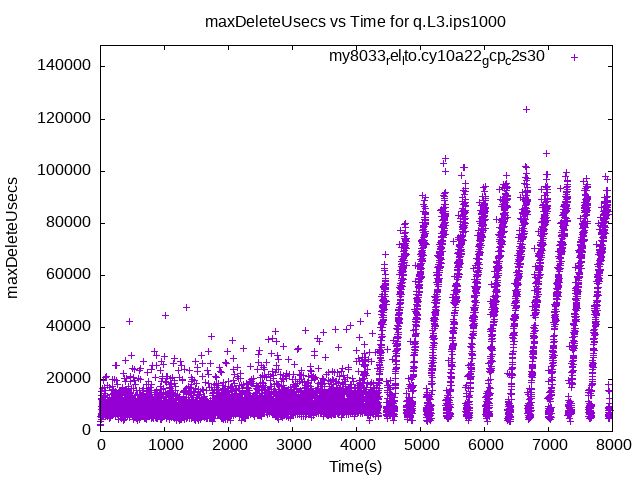 maxDeleteUsecs vs Time for q.L3.ips1000
my8033relito.cy10a22gcpc2s30
140000
120000
100000
80000
60000
40000
20000
0
maxDeleteUsecs
0 1000 2000 3000 4000 5000 6000 7000 8000
Time(s)